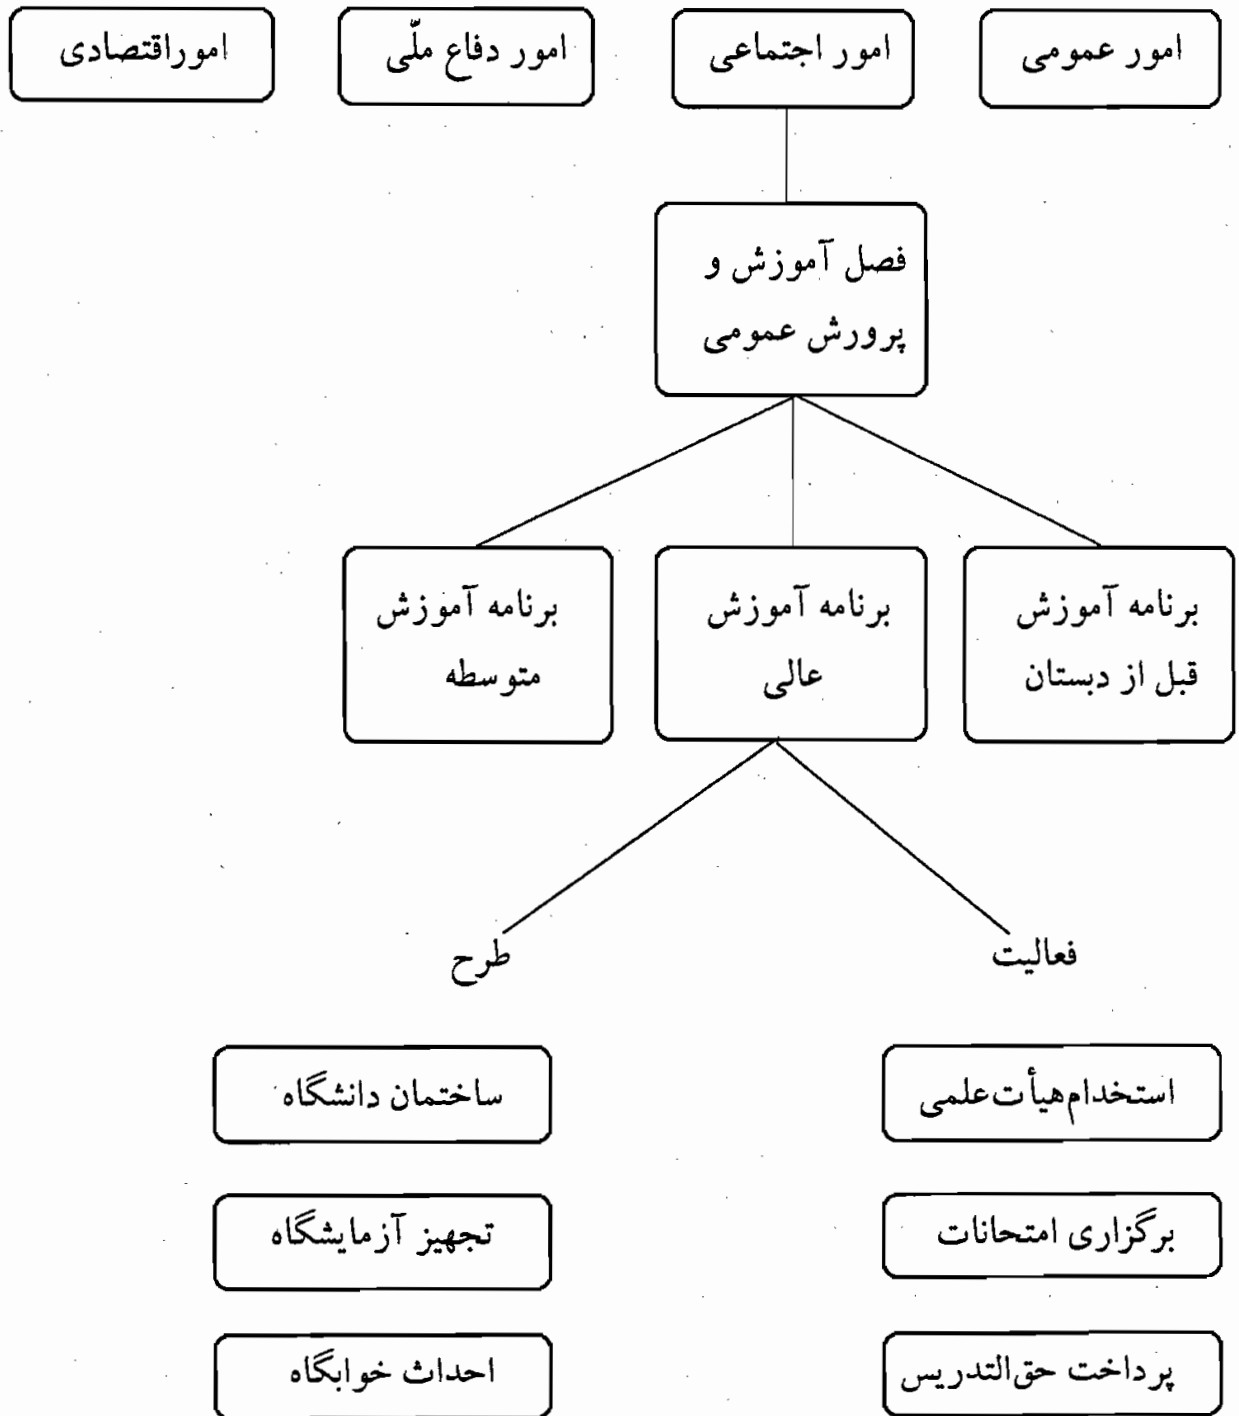 امور عمومی
امور اجتماعی
امور دفاع ملّی
اموراقتصادی
فصل آموزش و
پرورش عمومی
برنامه آموزش
قبل از دبستان
برنامه آموزش
عالی
برنامه آموزش
متوسطه
فعالیت
طرح
استخدام هیأت علمی
ساختمان دانشگاه
برگزاری امتحانات
تجهیز آزمایشگاه
پرداخت حق‌التدریس
احداث خوابگاه